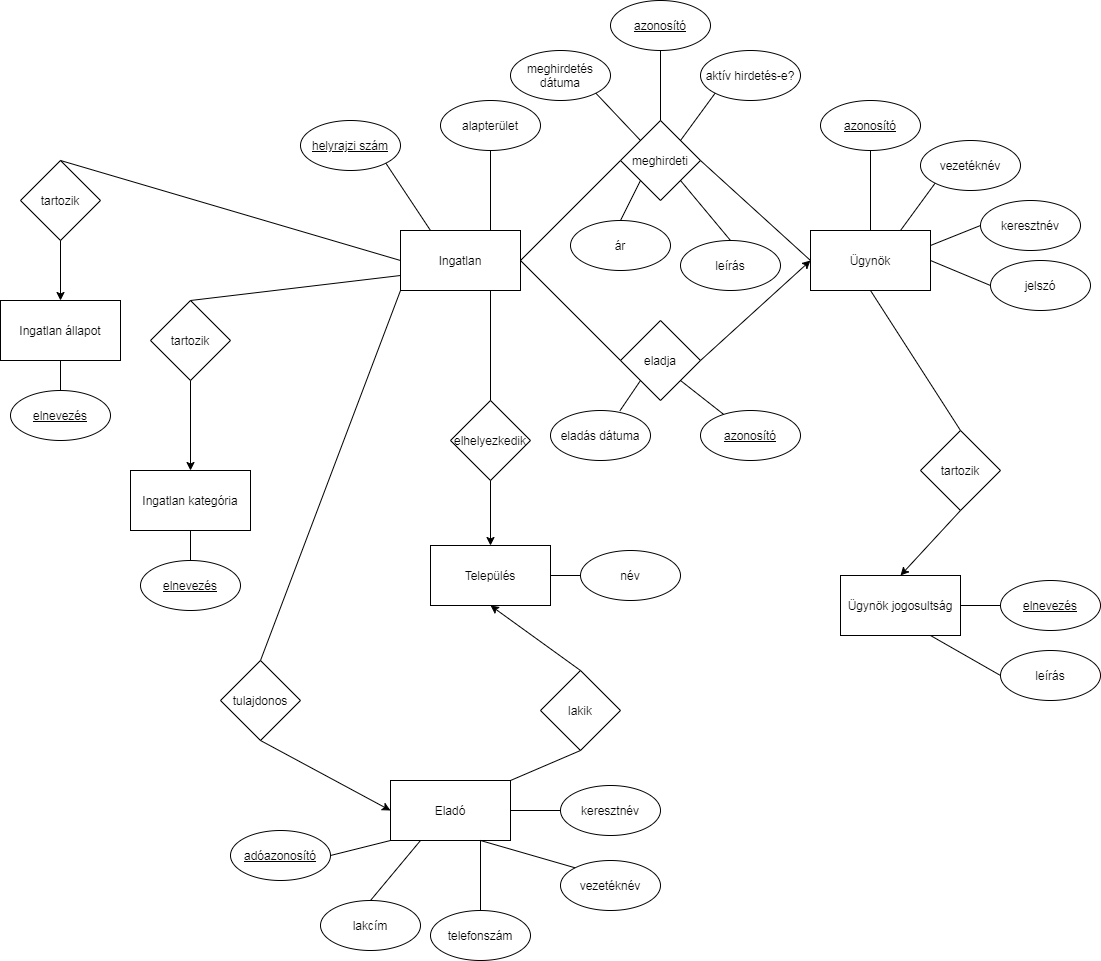 azonosító
meghirdetés
dátuma
aktív hirdetés-e?
alapterület
azonosító
helyrajzi szám
meghirdeti
vezetéknév
tartozik
keresztnév
ár
leírás
Ingatlan
Ügynök
jelszó
Ingatlan állapot
tartozik
eladja
elnevezés
eladás dátuma
azonosító
elhelyezkedik
tartozik
Ingatlan kategória
elnevezés
Település
név
Ügynök jogosultság
elnevezés
leírás
tulajdonos
lakik
Eladó
keresztnév
adóazonosító
vezetéknév
lakcím
telefonszám